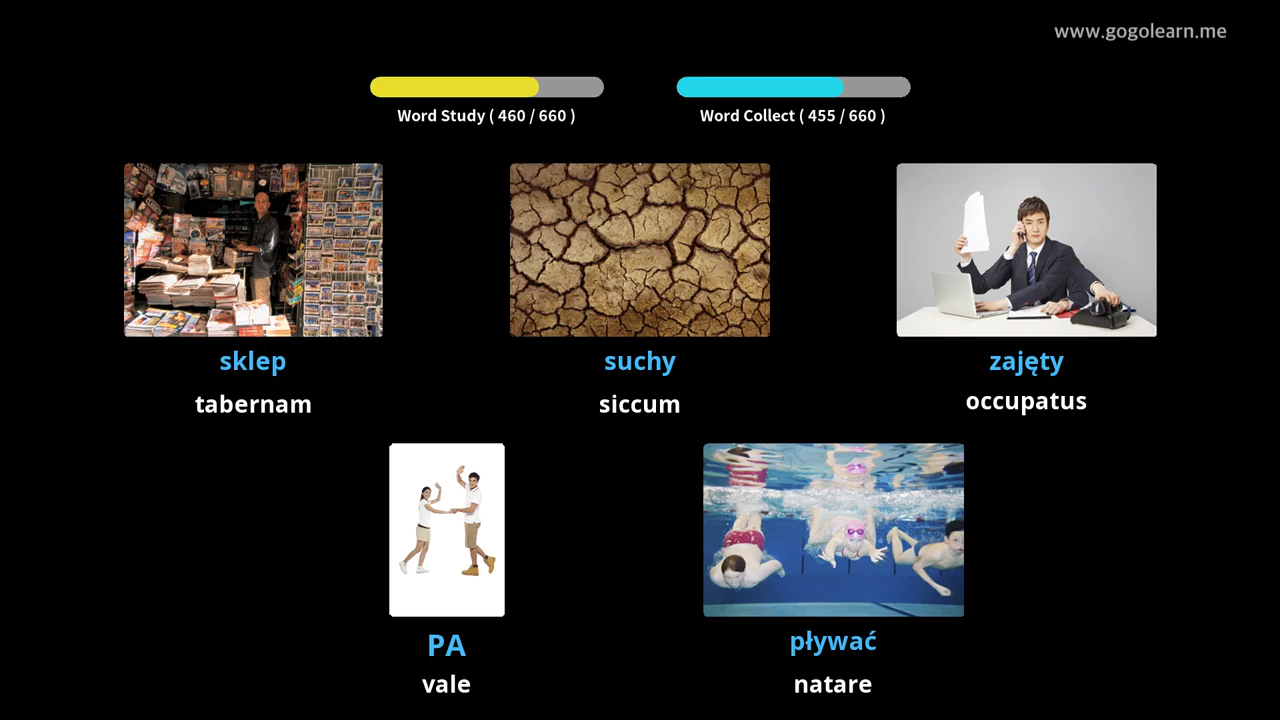 www.gogolearn.me
Word Study ( 460 / 660 )
Word Collect ( 455 / 660 )
sklep
suchy
zajęty
tabernam
siccum
occupatus
PA
pływać
vale
natare